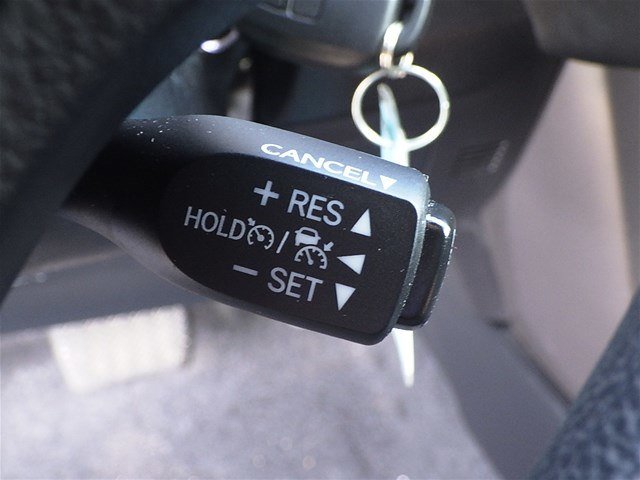 CANCEL
+ RES
HOLD /
- SET